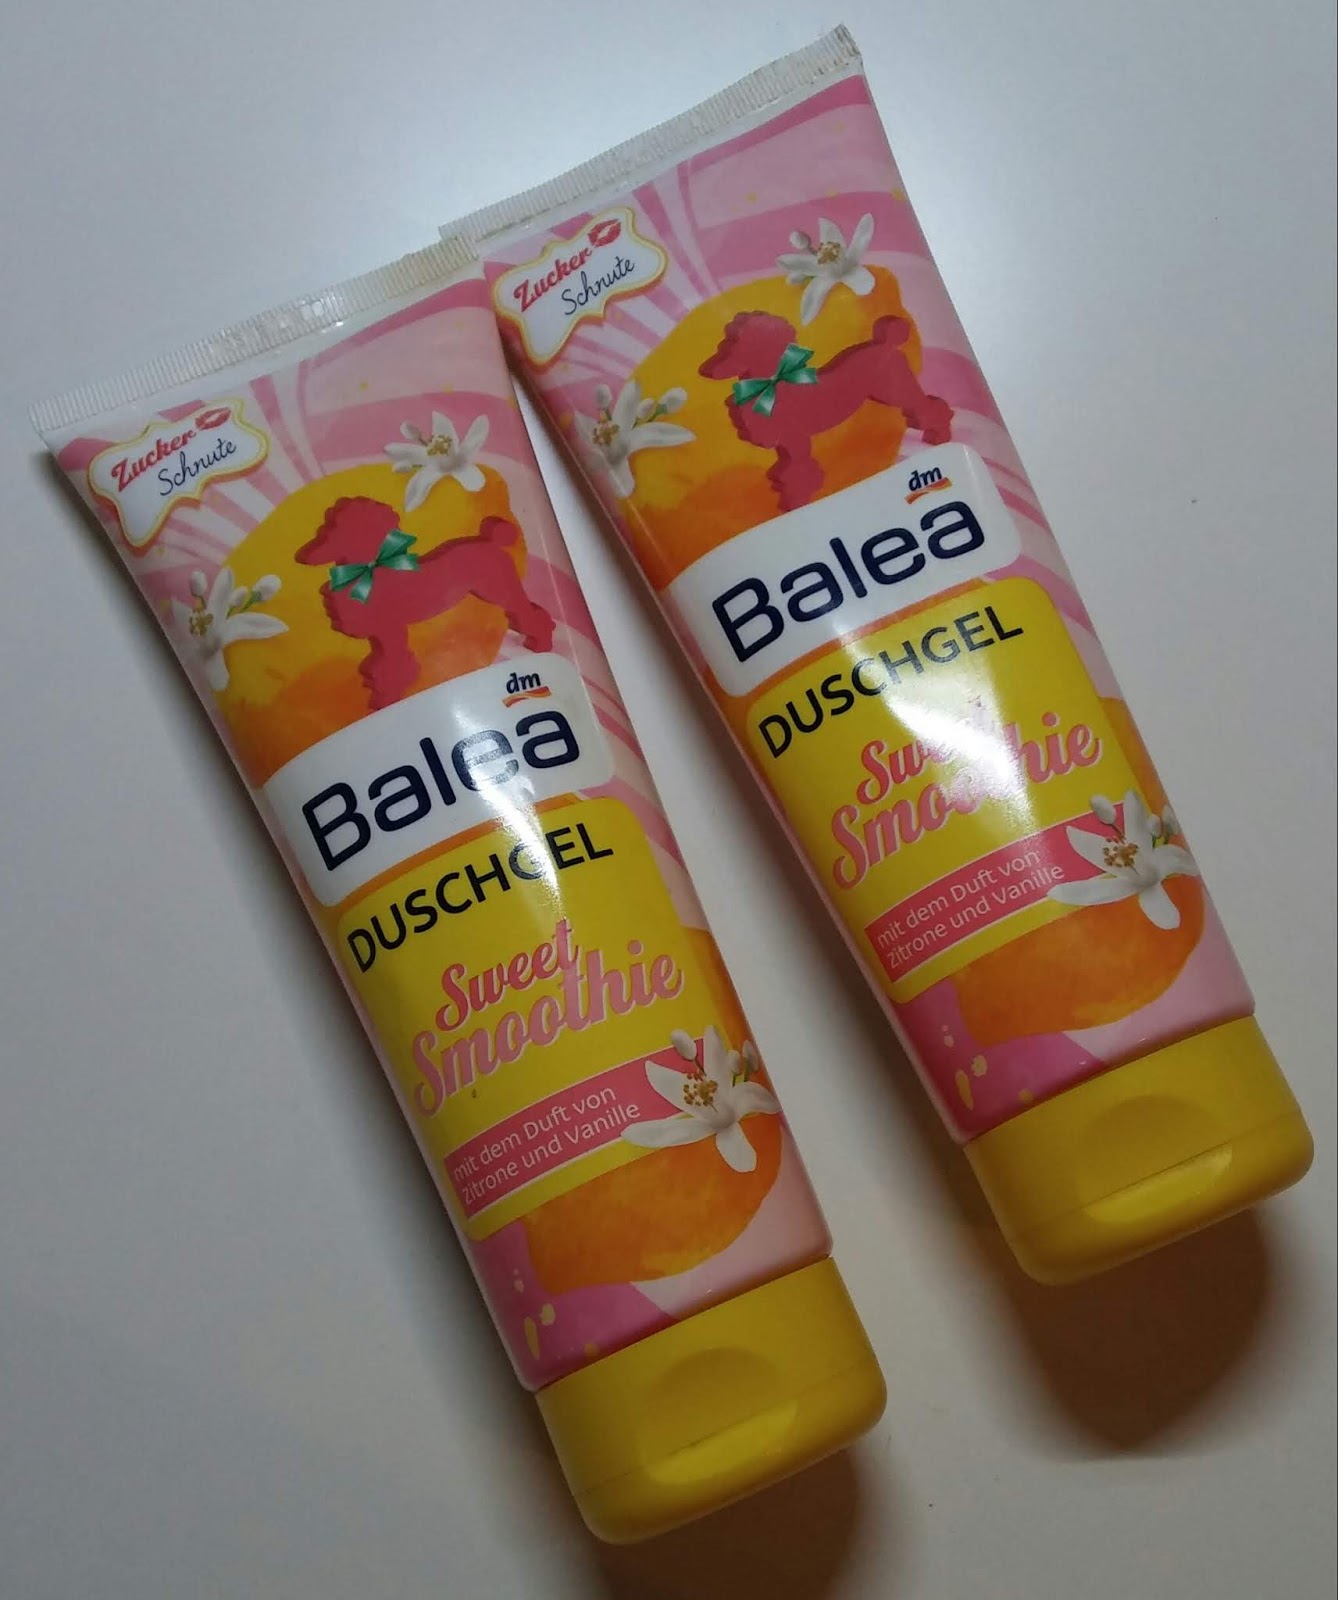 Zucker
Schnute
dm
Balea
DUSCHGEL
Sweet
Smoothie
mit dem Duft von
Zitrone und Vanille
Zucker
Schnute
dm
Balea
DUSCHGEL
Sweet
Smoothie
mit dem Duft von
Zitrone und Vanille